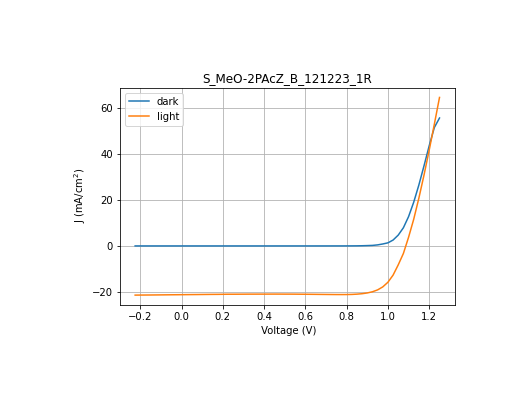 S_MeO-2PAcZ_B_121223_1R
dark
light
J (mA/cm²)
60
40
20
0
−20
−0.2 0.0 0.2 0.4 0.6 0.8 1.0 1.2
Voltage (V)